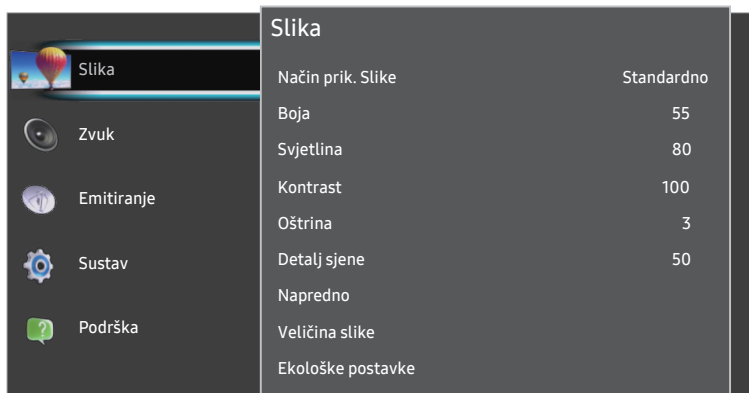 Slika
Zvuk
Emitiranje
Sustav
Podrška
Slika
Način prik. Slike Standardno
Boja 55
Svjetlina 80
Kontrast 100
Oštrina 3
Detalj sjene 50
Napredno
Veličina slike
Ekološke postavke